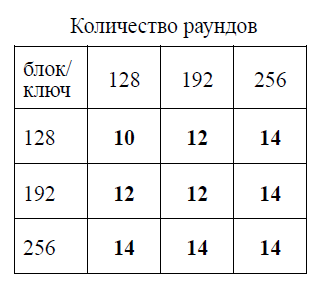 Количество раундов
блок/
ключ 128 192 256
128 10 12 14
192 12 12 14
256 14 14 14